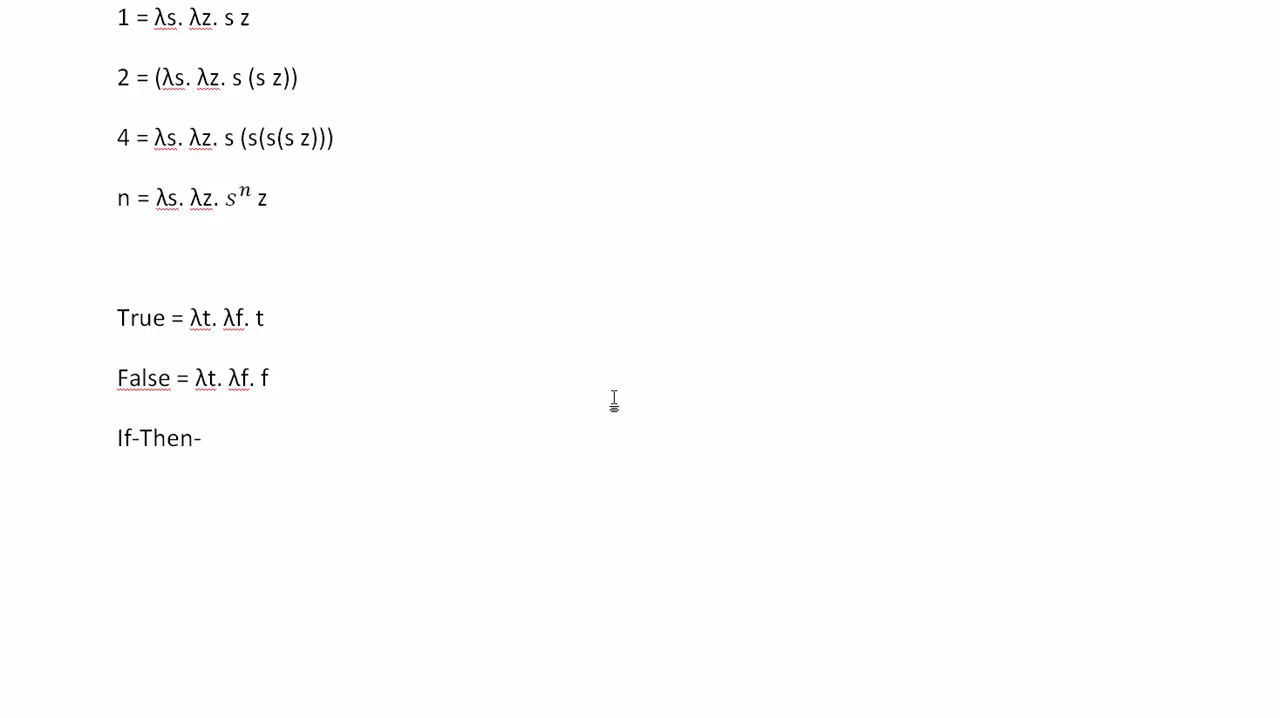 1 = λs. λz. s z
2 = (λs. λz. s (s z))
4 = λs. λz. s (s(s(s z)))
n = λs. λz. sⁿ z
True = λt. λf. t
False = λt. λf. f
If-Then-